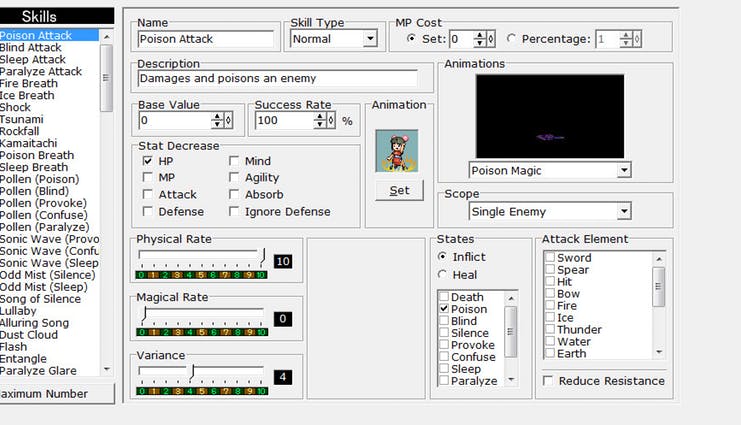 Skills
Poison Attack
Blind Attack
Sleep Attack
Paralyze Attack
Fire Breath
Ice Breath
Shock
Tsunami
Rockfall
Kamaitachi
Poison Breath
Sleep Breath
Pollen (Poison)
Pollen (Blind)
Pollen (Provoke)
Pollen (Confuse)
Pollen (Paralyze)
Sonic Wave (Provo
Sonic Wave (Confu
Sonic Wave (Sleep
Odd Mist (Silence)
Odd Mist (Sleep)
Song of Silence
Lullaby
Alluring Song
Dust Cloud
Flash
Entangle
Paralyze Glare
aximum Number
Name
Poison Attack
Skill Type
Normal
MP Cost
Set: 0
Percentage: 1
Description
Damages and poisons an enemy
Animations
Poison Magic
Base Value
0
Success Rate
100 %
Animation
Set
Stat Decrease
HP Mind
MP Agility
Attack Absorb
Defense Ignore Defense
Scope
Single Enemy
Physical Rate
10
0 1 2 3 4 5 6 7 8 9 10
Magical Rate
0
0 1 2 3 4 5 6 7 8 9 10
Variance
4
0 1 2 3 4 5 6 7 8 9 10
States
Inflict
Heal
Death
Poison
Blind
Silence
Provoke
Confuse
Sleep
Paralyze
Attack Element
Sword
Spear
Hit
Bow
Fire
Ice
Thunder
Water
Earth
Reduce Resistance